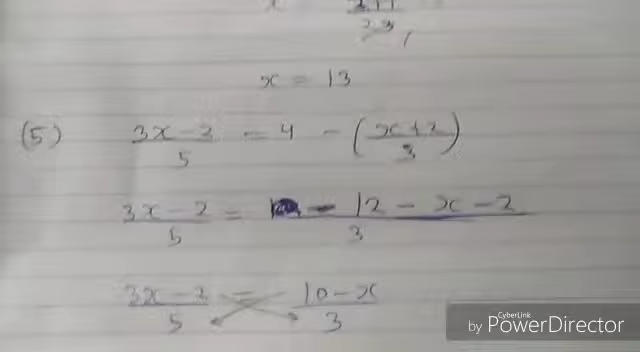 x = 13
(5) (3x - 2)/5 = 4 - ((x + 2)/3)
(3x - 2)/5 = (12 - x - 2)/3
(3x - 2)/5 = (10 - x)/3
CyberLink
by PowerDirector